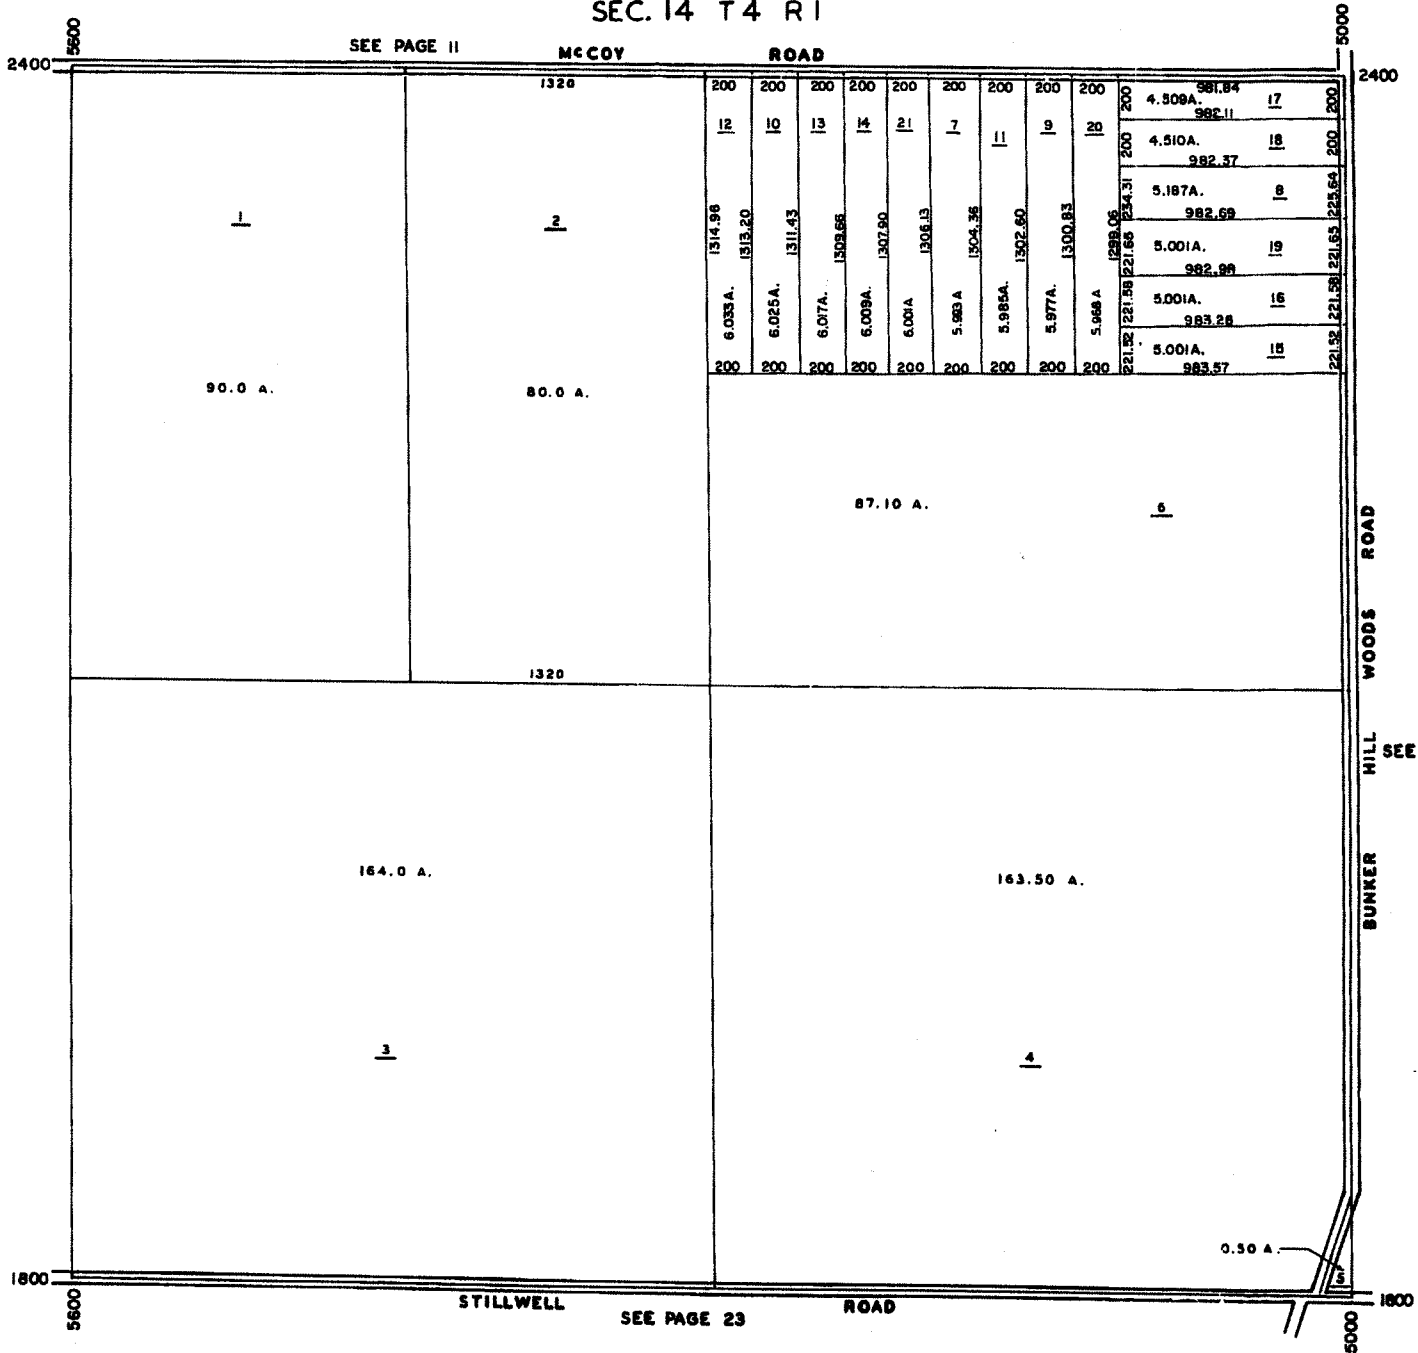 SEC. 14 T4 R1
5600
5000
SEE PAGE 11 McCOY ROAD
2400
2400
1320
200 200 200 200 200 200 200 200 200
12 10 13 14 21 7 11 9 20
1314.96 1313.20 1311.43 1309.66 1307.90 1306.13 1304.36 1302.60 1300.83 1299.06
6.033A. 6.025A. 6.017A. 6.009A. 6.001A 5.993 A 5.985A. 5.977A. 5.968 A
200 200 200 200 200 200 200 200 200
981.84
200 4.509A. 17 200
982.11
200 4.510A. 18 200
982.37
234.31 5.187A. 8 225.64
982.69
221.65 5.001A. 19 221.65
982.98
221.58 5.001A. 16 221.58
983.28
221.52 5.001A. 15 221.52
983.57
1
2
90.0 A.
80.0 A.
87.10 A.
6
1320
BUNKER HILL WOODS ROAD
SEE
164.0 A.
163.50 A.
3
4
0.50 A.
5
1800
1800
5600
STILLWELL ROAD
SEE PAGE 23
5000